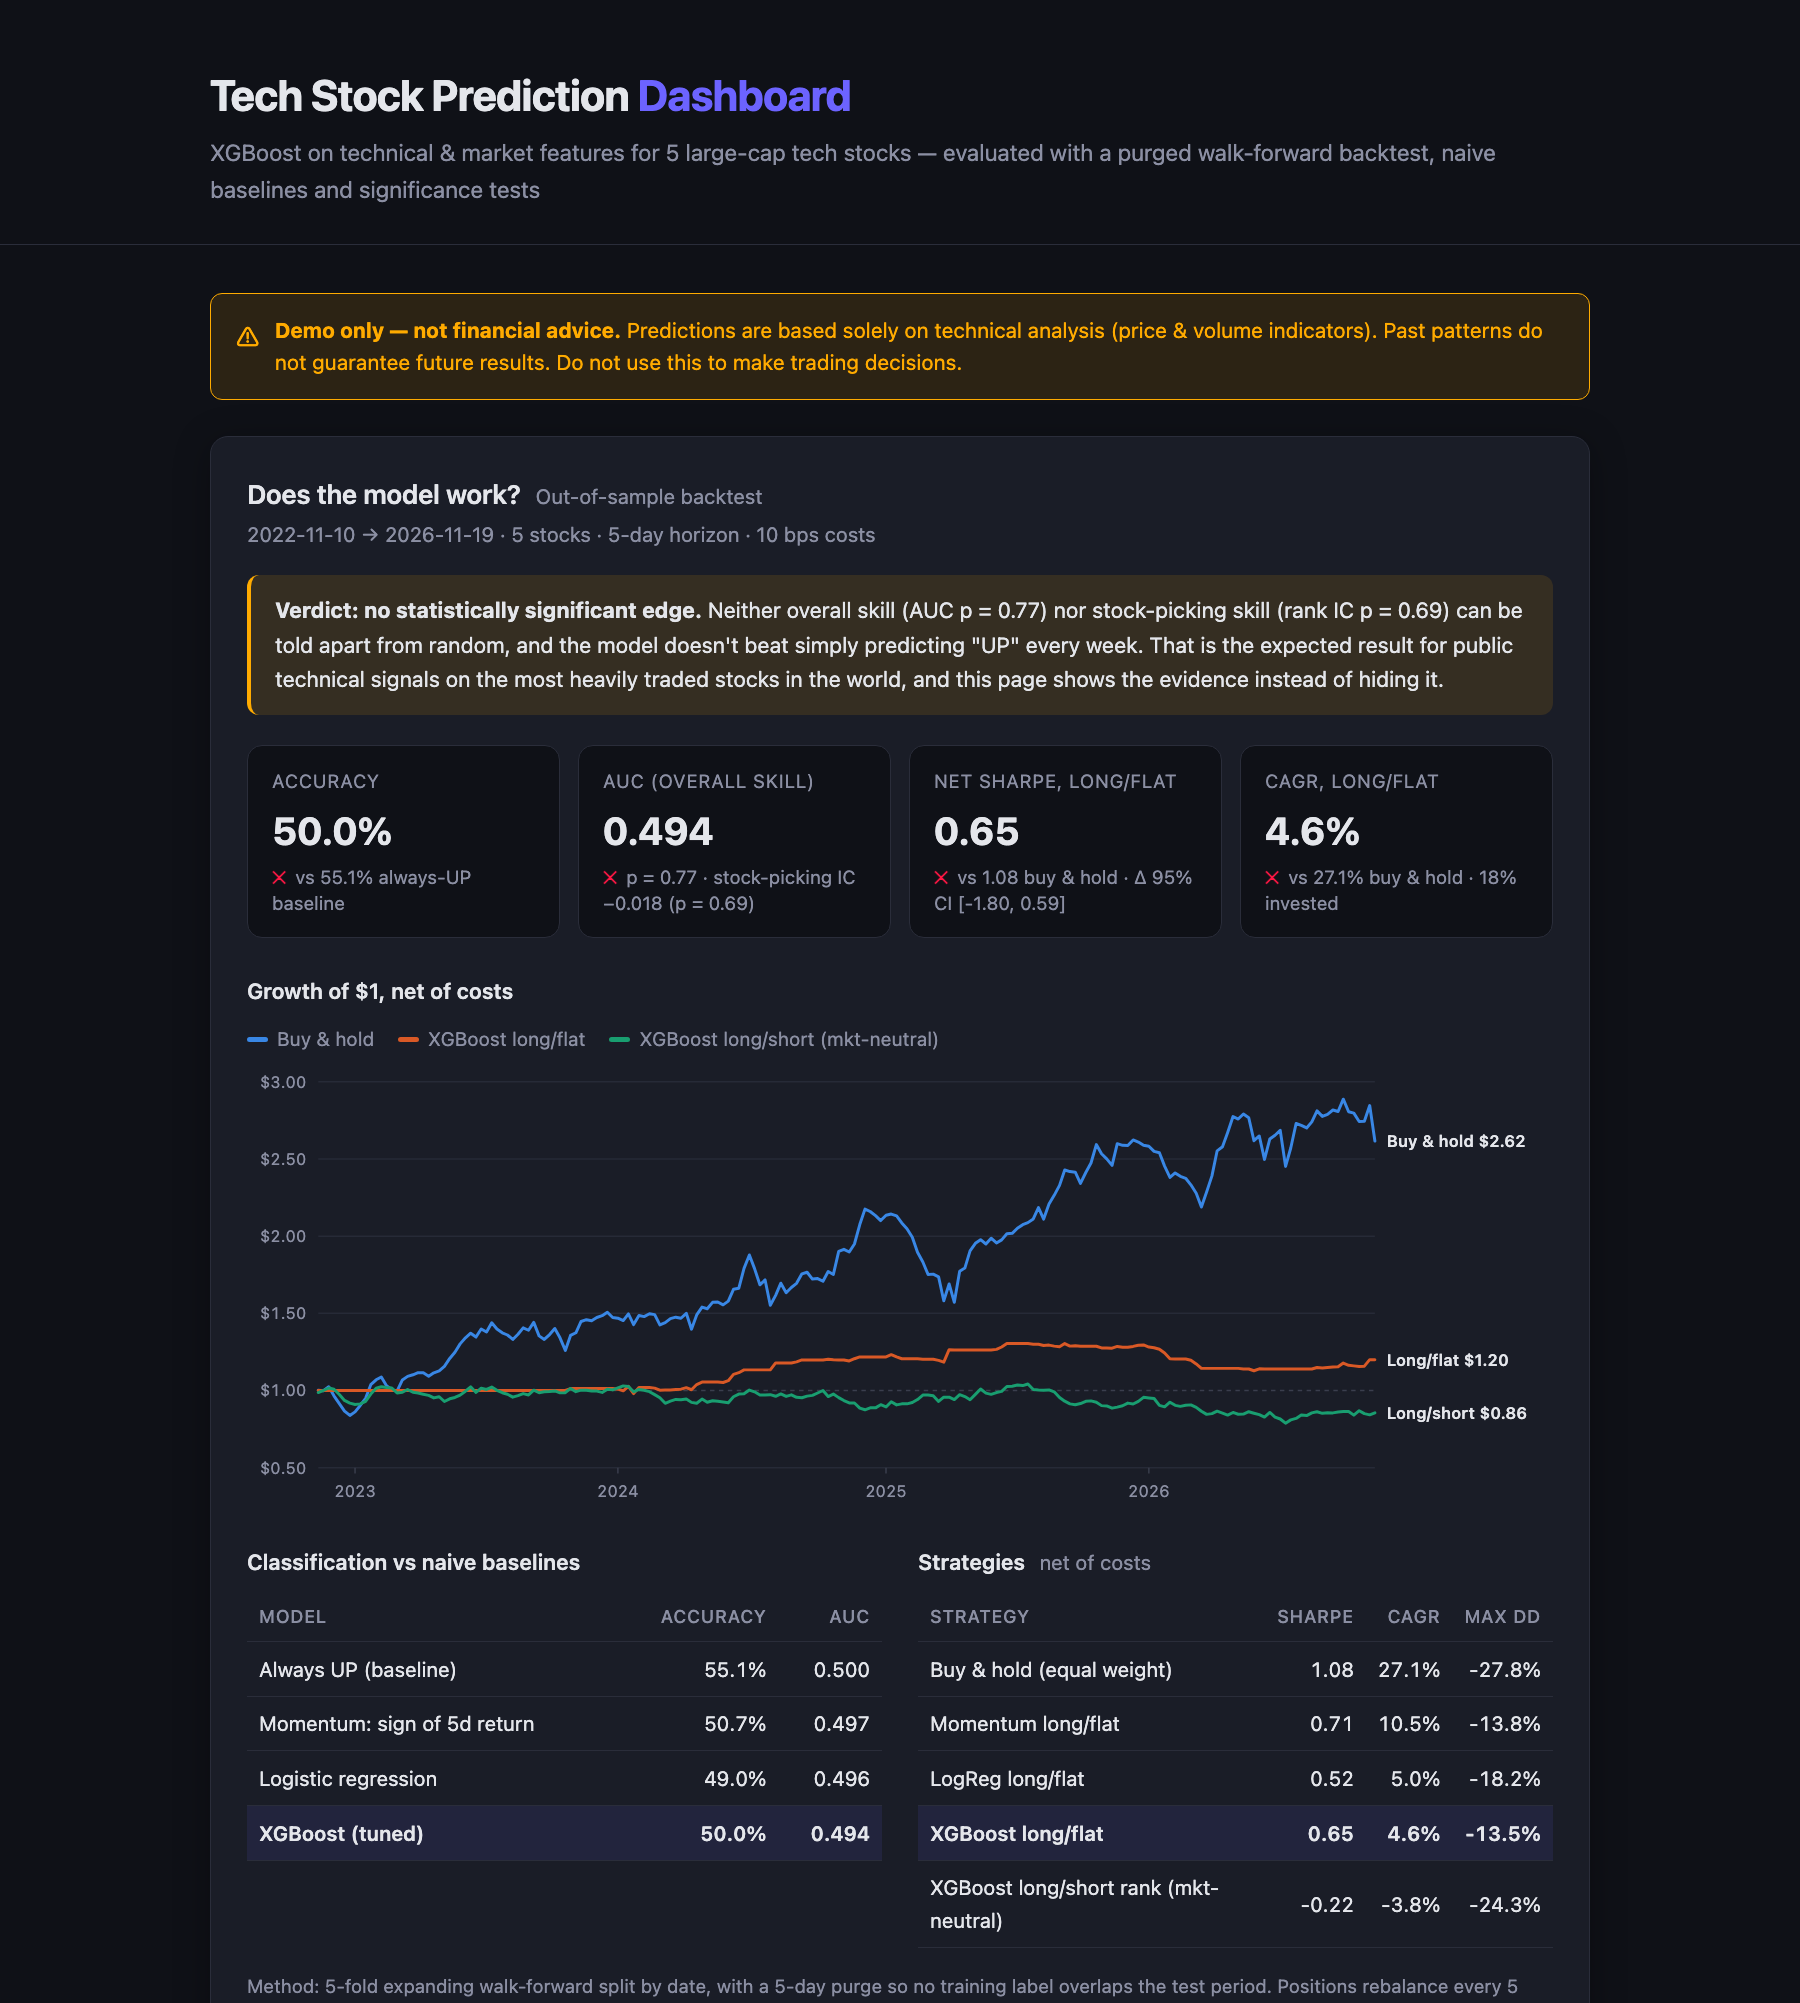 Tech Stock Prediction Dashboard
XGBoost on technical & market features for 5 large-cap tech stocks — evaluated with a purged walk-forward backtest, naive
baselines and significance tests
Demo only — not financial advice. Predictions are based solely on technical analysis (price & volume indicators). Past patterns do
not guarantee future results. Do not use this to make trading decisions.
Does the model work? Out-of-sample backtest
2022-11-10 → 2026-11-19 · 5 stocks · 5-day horizon · 10 bps costs
Verdict: no statistically significant edge. Neither overall skill (AUC p = 0.77) nor stock-picking skill (rank IC p = 0.69) can be
told apart from random, and the model doesn't beat simply predicting "UP" every week. That is the expected result for public
technical signals on the most heavily traded stocks in the world, and this page shows the evidence instead of hiding it.
ACCURACY
50.0%
✕ vs 55.1% always-UP
baseline
AUC (OVERALL SKILL)
0.494
✕ p = 0.77 · stock-picking IC
−0.018 (p = 0.69)
NET SHARPE, LONG/FLAT
0.65
✕ vs 1.08 buy & hold · Δ 95%
CI [-1.80, 0.59]
CAGR, LONG/FLAT
4.6%
✕ vs 27.1% buy & hold · 18%
invested
Growth of $1, net of costs
Buy & hold XGBoost long/flat XGBoost long/short (mkt-neutral)
$3.00
Buy & hold $2.62
$2.50
$2.00
$1.50
Long/flat $1.20
$1.00
Long/short $0.86
$0.50
2023 2024 2025 2026
Classification vs naive baselines
MODEL ACCURACY AUC
Always UP (baseline) 55.1% 0.500
Momentum: sign of 5d return 50.7% 0.497
Logistic regression 49.0% 0.496
XGBoost (tuned) 50.0% 0.494
Strategies net of costs
STRATEGY SHARPE CAGR MAX DD
Buy & hold (equal weight) 1.08 27.1% -27.8%
Momentum long/flat 0.71 10.5% -13.8%
LogReg long/flat 0.52 5.0% -18.2%
XGBoost long/flat 0.65 4.6% -13.5%
XGBoost long/short rank (mkt-
neutral) -0.22 -3.8% -24.3%
Method: 5-fold expanding walk-forward split by date, with a 5-day purge so no training label overlaps the test period. Positions rebalance every 5